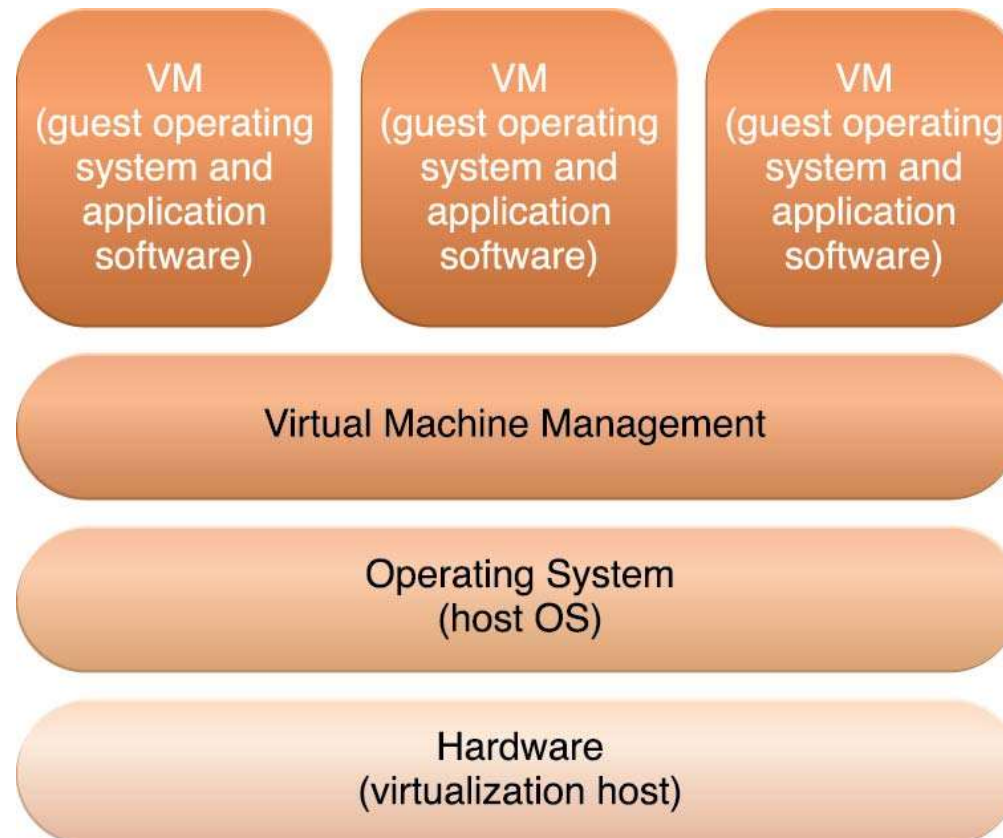 VM
(guest operating
system and
application
software)
VM
(guest operating
system and
application
software)
VM
(guest operating
system and
application
software)
Virtual Machine Management
Operating System
(host OS)
Hardware
(virtualization host)